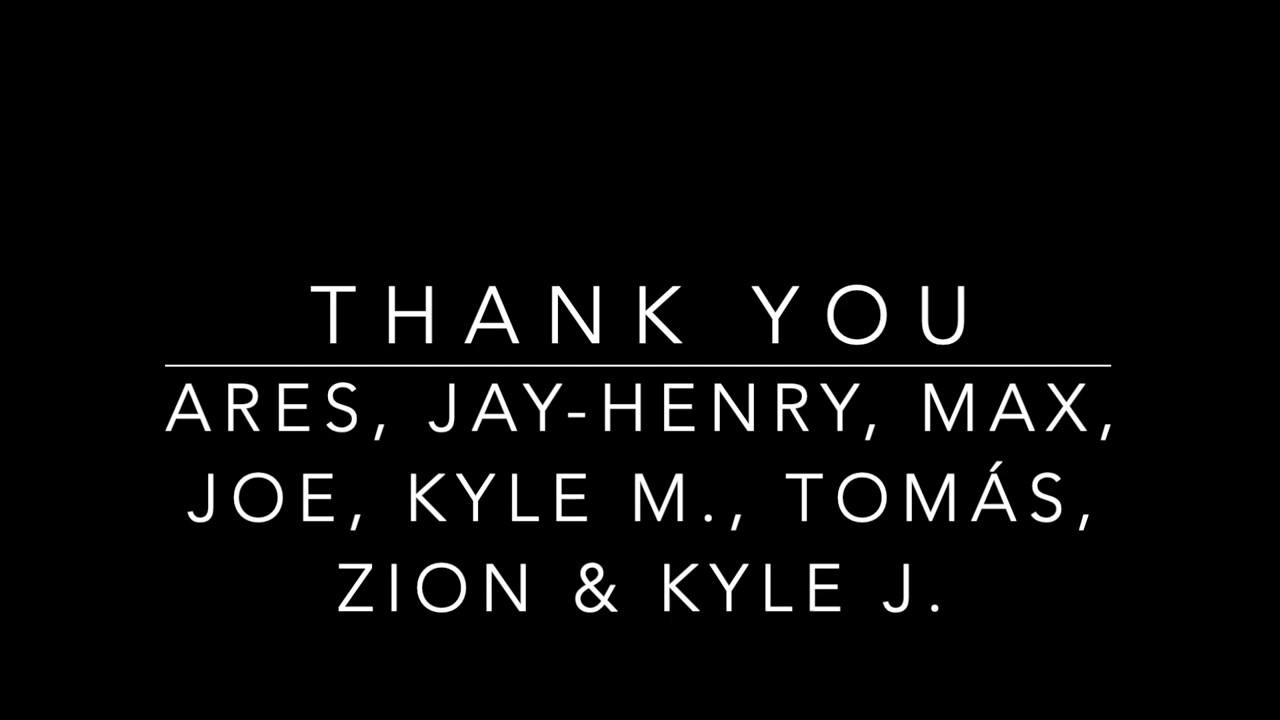 THANK YOU
ARES, JAY-HENRY, MAX,
JOE, KYLE M., TOMÁS,
ZION & KYLE J.